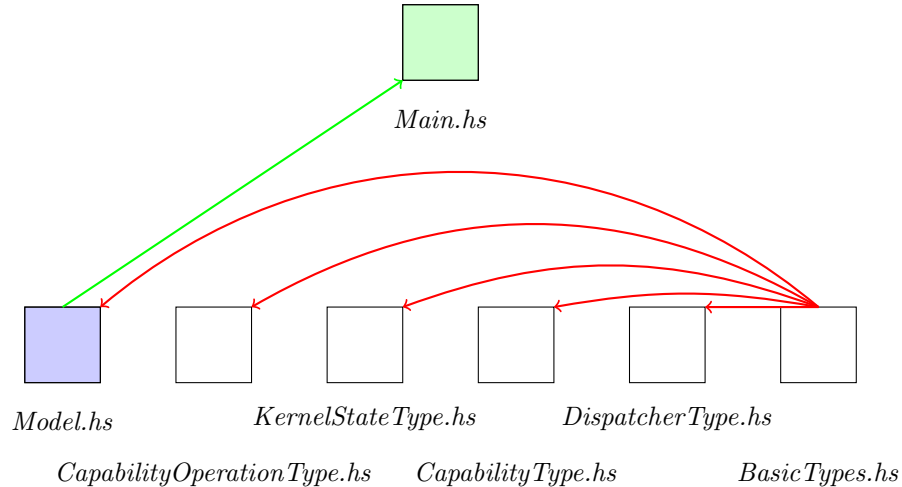 Main.hs
Model.hs
KernelStateType.hs
DispatcherType.hs
CapabilityOperationType.hs
CapabilityType.hs
BasicTypes.hs